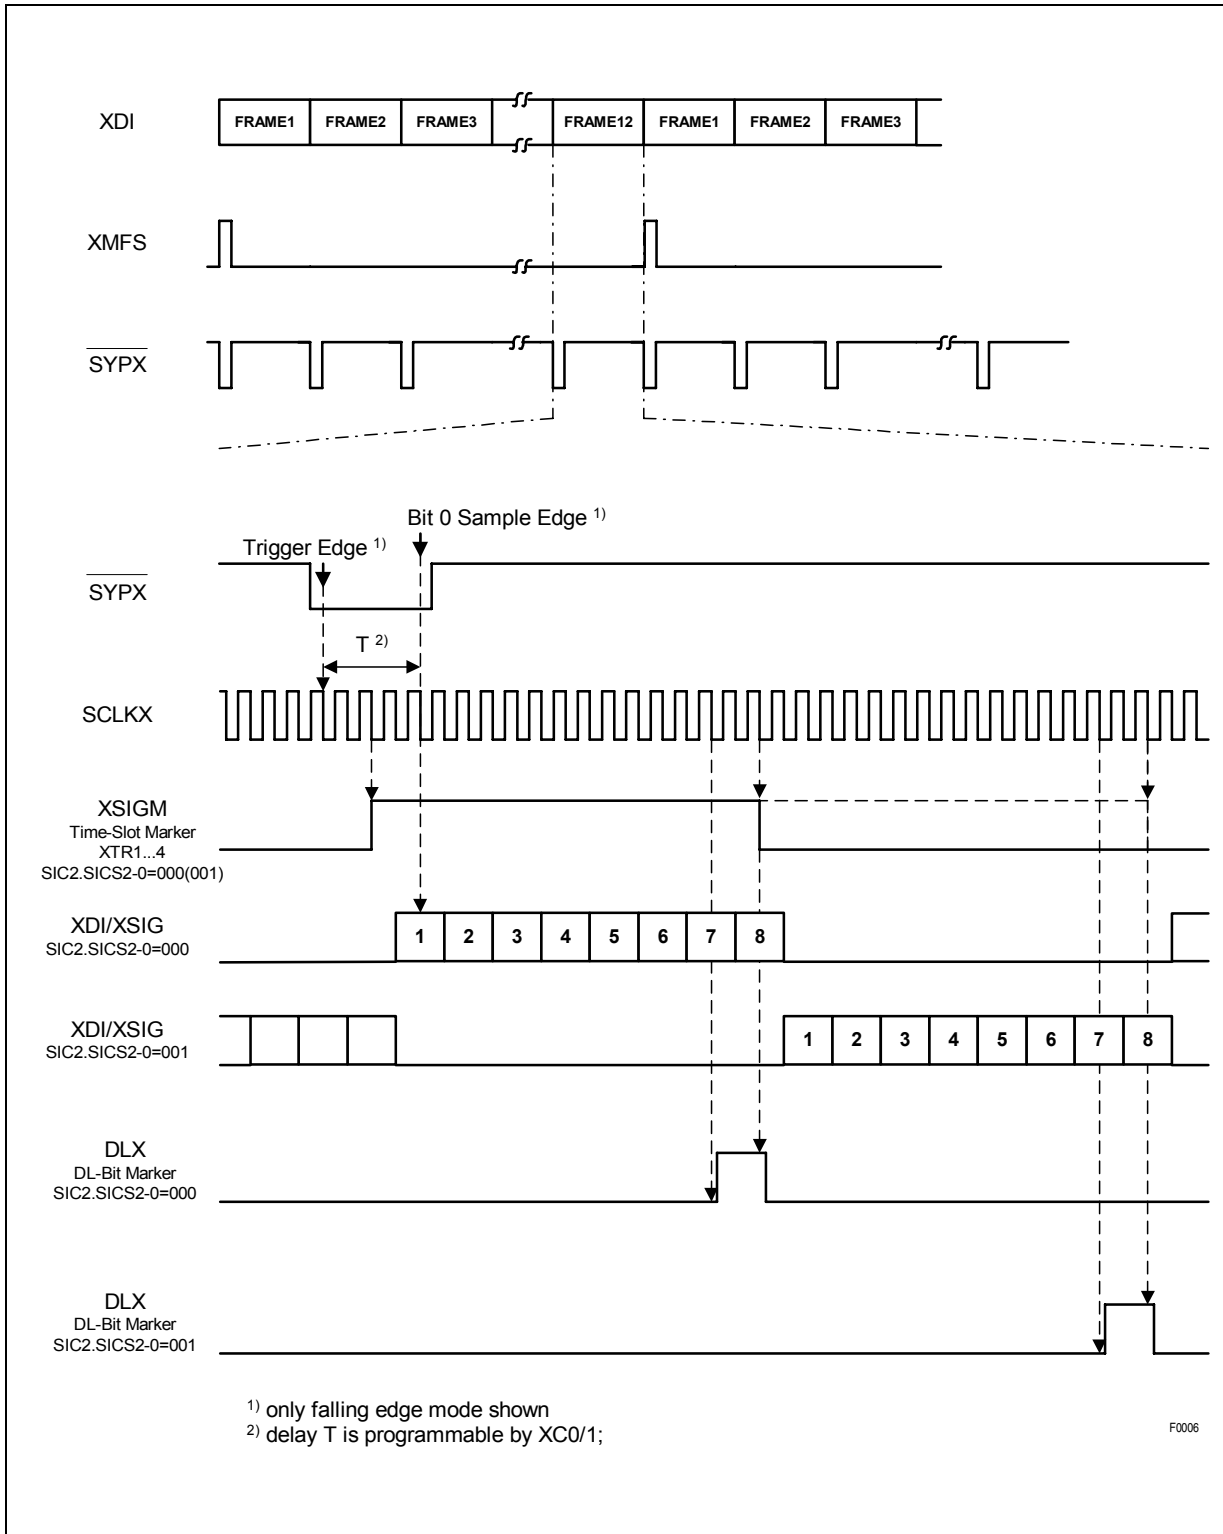 XDI
FRAME1 FRAME2 FRAME3 FRAME12 FRAME1 FRAME2 FRAME3
XMFS
SYPX
Bit 0 Sample Edge 1)
Trigger Edge 1)
SYPX
T 2)
SCLKX
XSIGM
Time-Slot Marker
XTR1...4
SIC2.SICS2-0=000(001)
XDI/XSIG
SIC2.SICS2-0=000
1 2 3 4 5 6 7 8
XDI/XSIG
SIC2.SICS2-0=001
1 2 3 4 5 6 7 8
DLX
DL-Bit Marker
SIC2.SICS2-0=000
DLX
DL-Bit Marker
SIC2.SICS2-0=001
1) only falling edge mode shown
2) delay T is programmable by XC0/1;
F0006